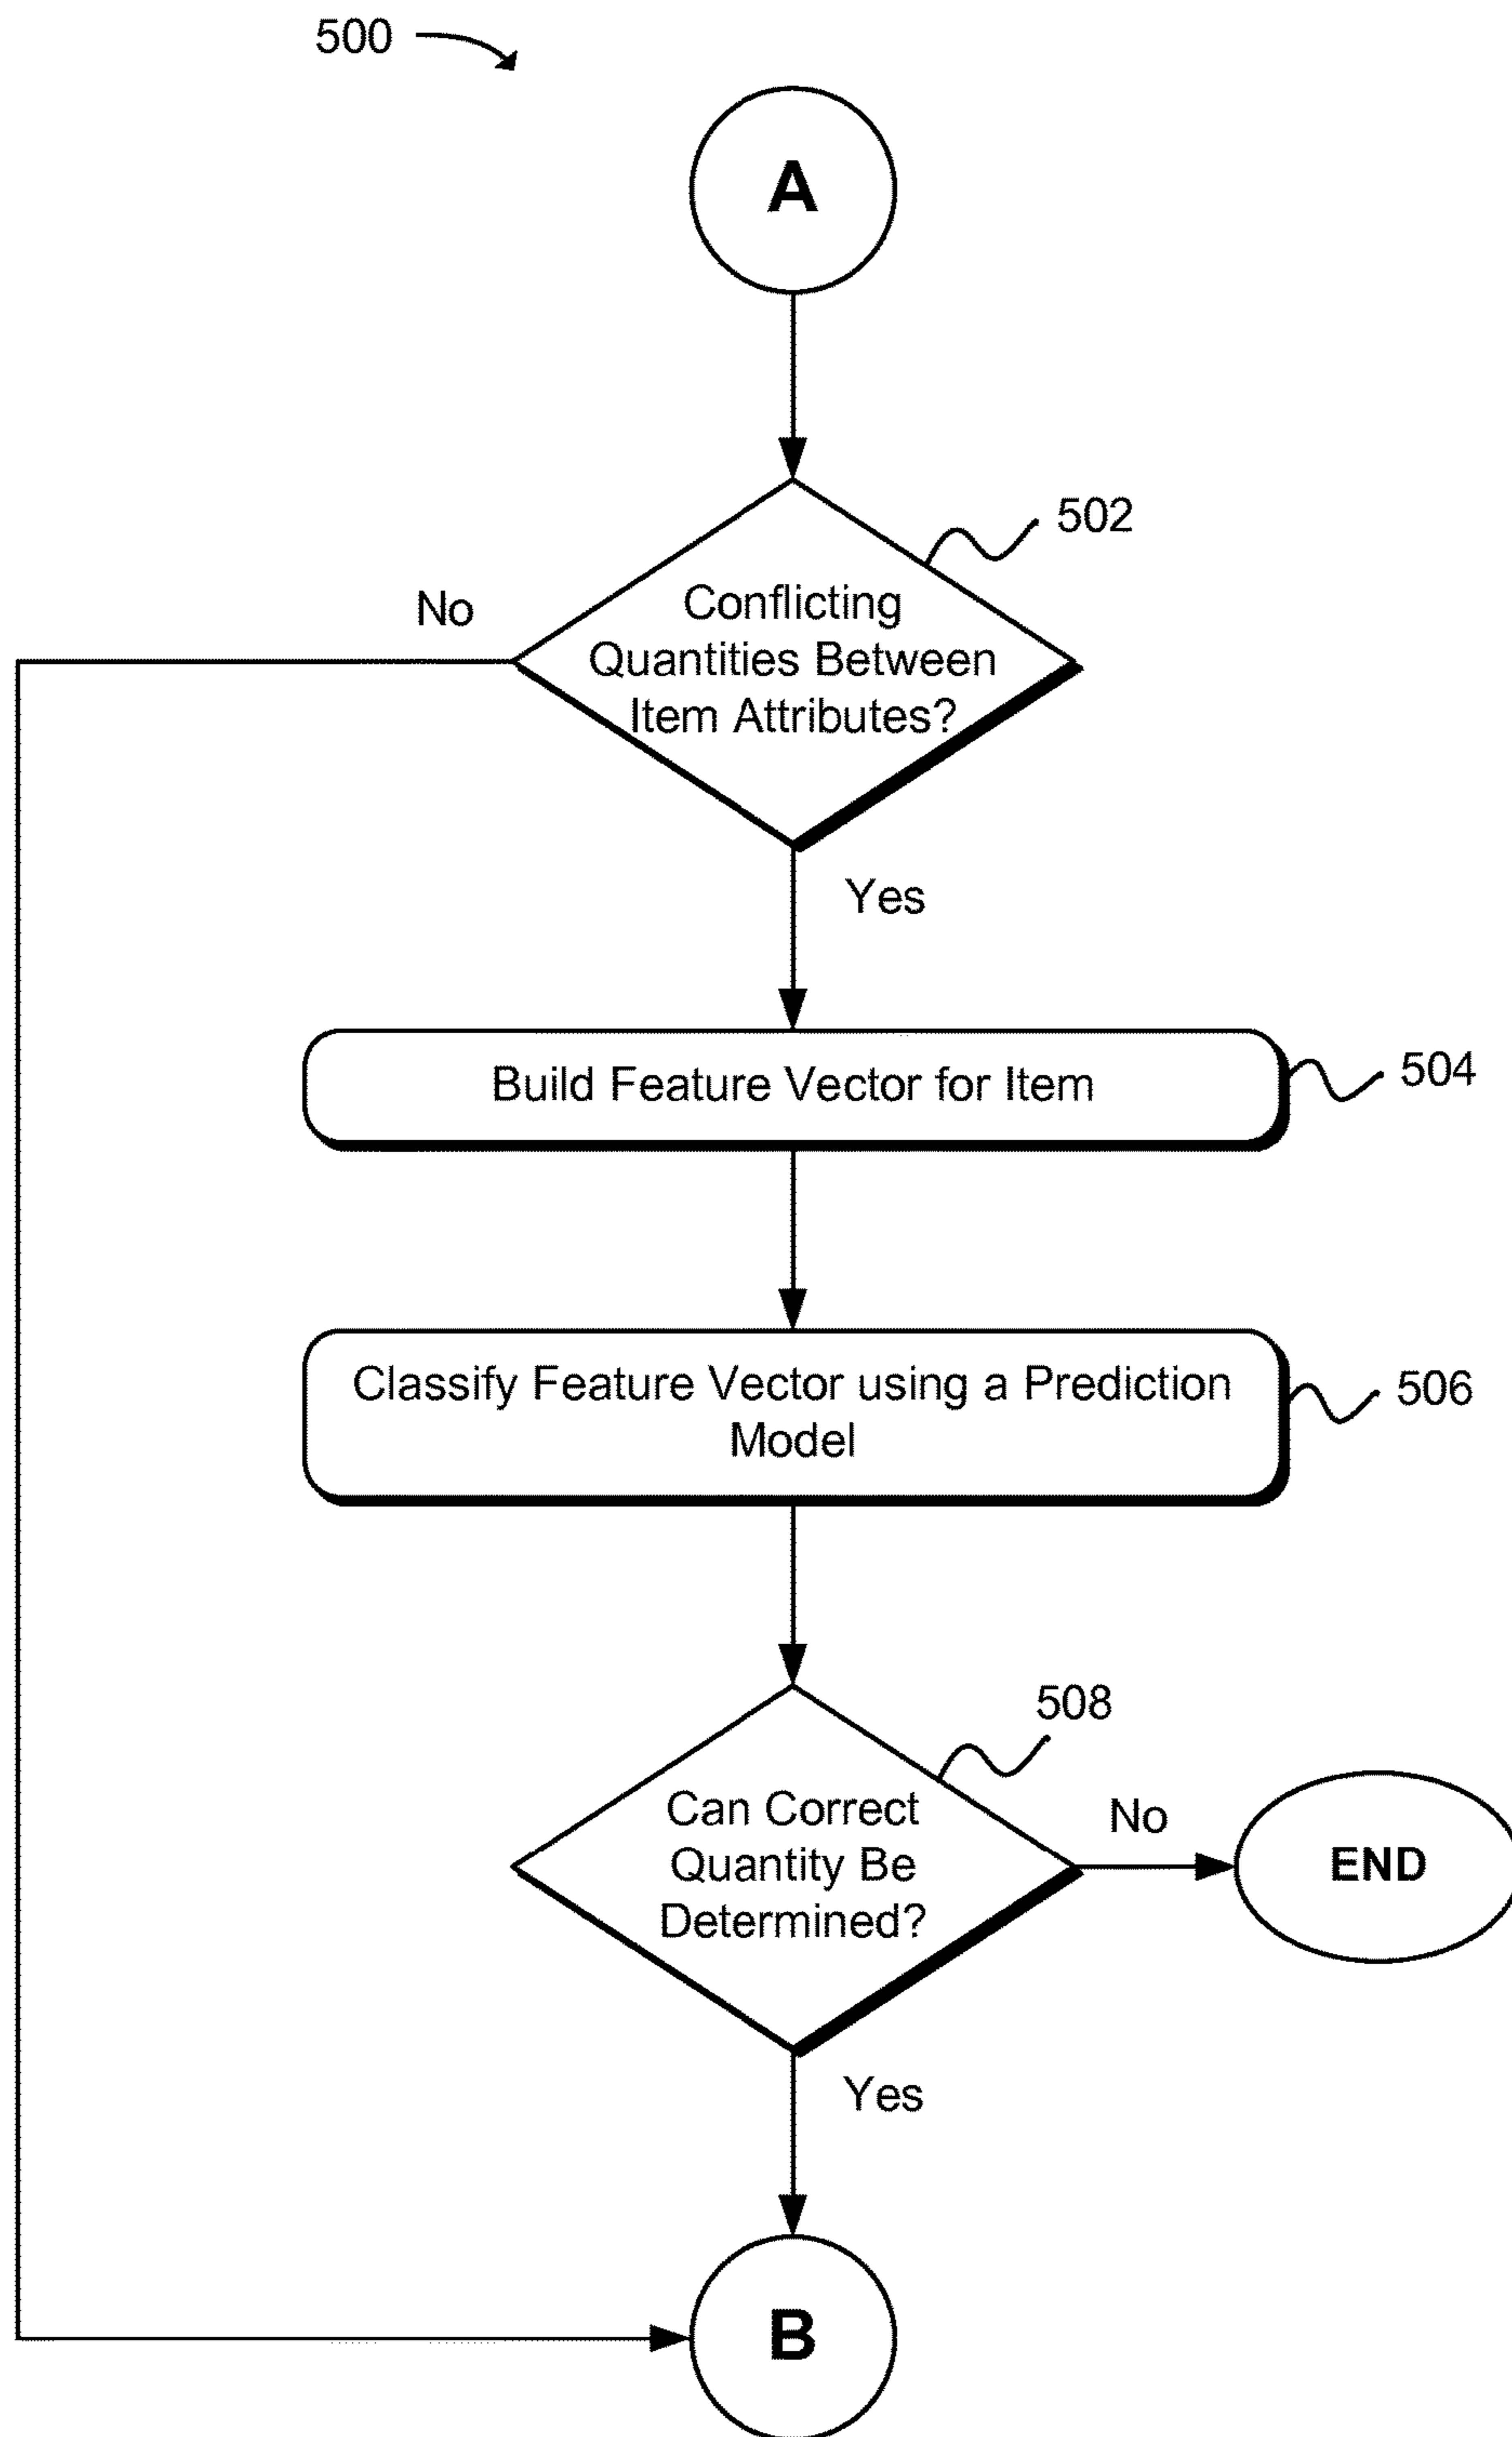 500
A
502
No
Conflicting
Quantities Between
Item Attributes?
Yes
Build Feature Vector for Item
504
Classify Feature Vector using a Prediction
Model
506
508
Can Correct
Quantity Be
Determined?
No
END
Yes
B